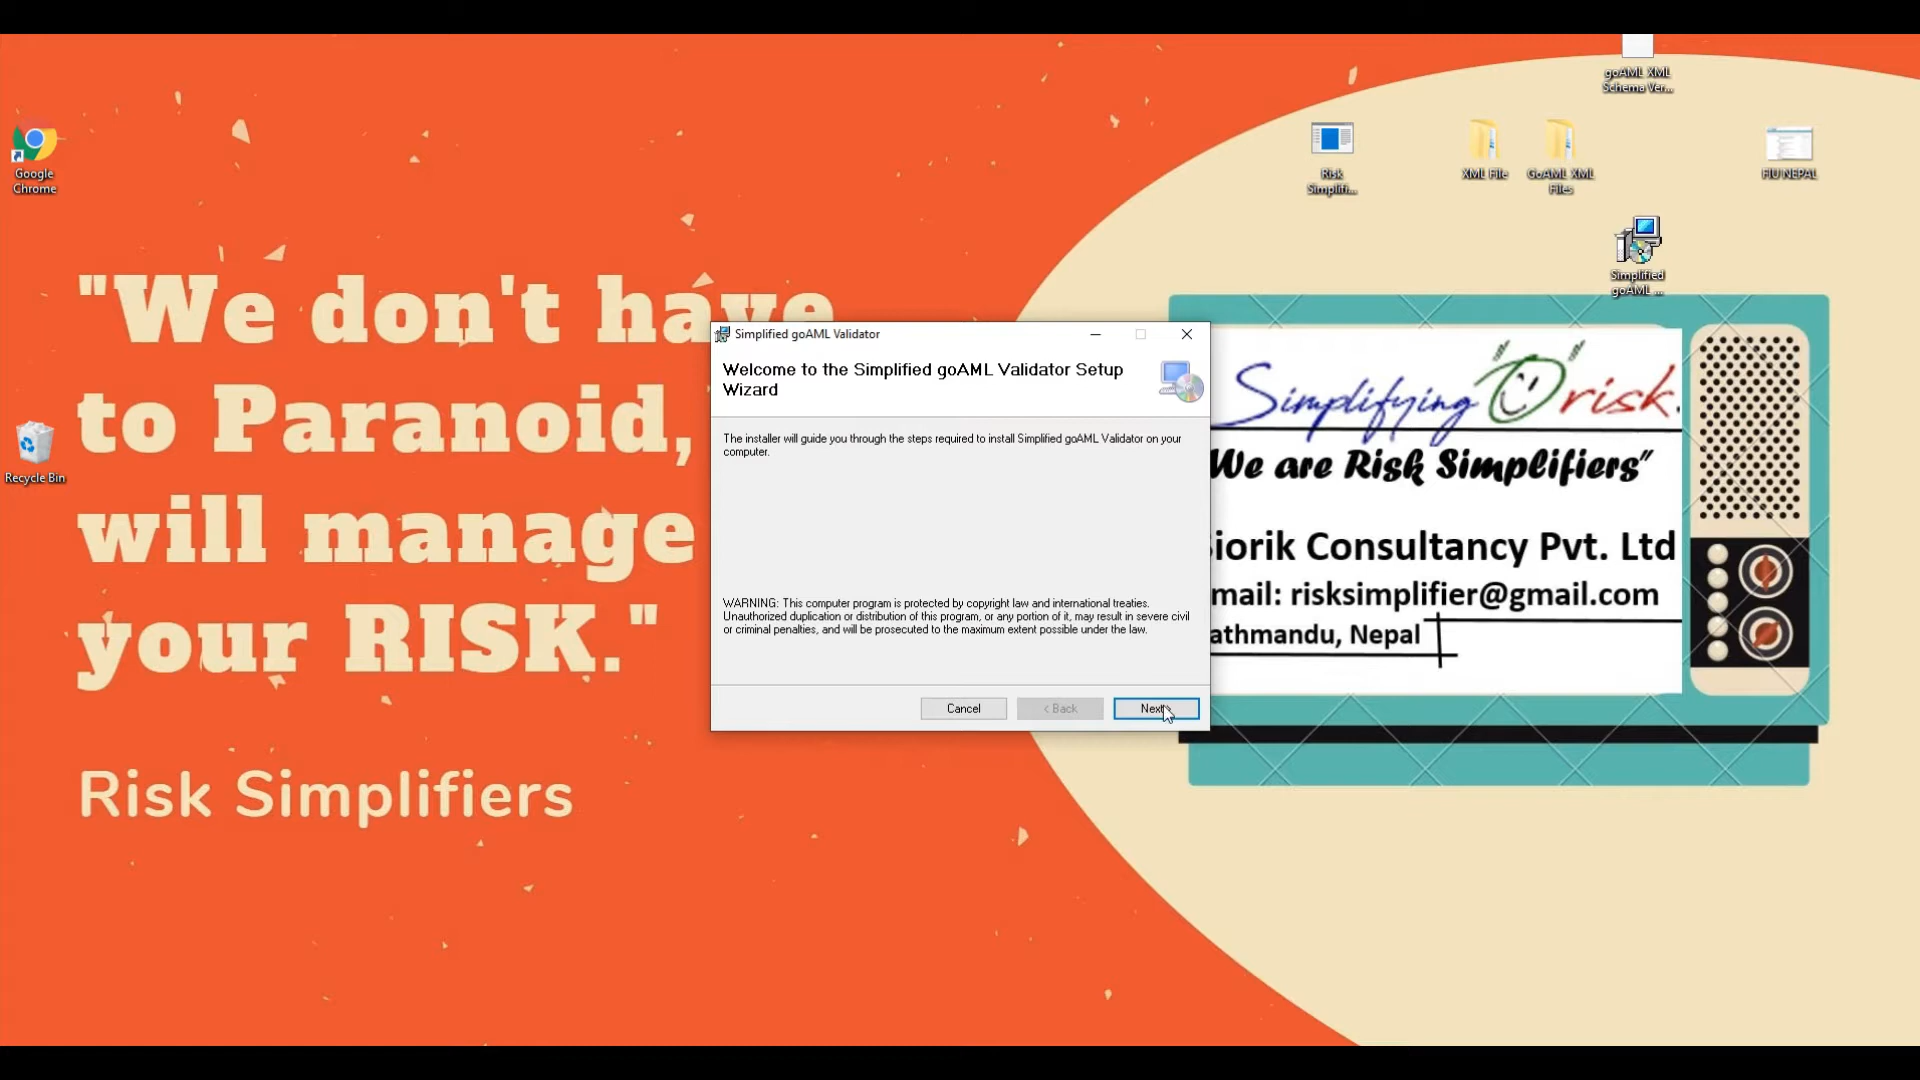 goAML XML
Schema Ver...
Google
Chrome
Risk
Simplifi...
XML File
GoAML XML
Files
FIU NEPAL
Simplified
goAML ...
Recycle Bin
"We don't have
to Paranoid,
will manage
your RISK."
Risk Simplifiers
Simplified goAML Validator
Welcome to the Simplified goAML Validator Setup
Wizard
The installer will guide you through the steps required to install Simplified goAML Validator on your
computer.
WARNING: This computer program is protected by copyright law and international treaties.
Unauthorized duplication or distribution of this program, or any portion of it, may result in severe civil
or criminal penalties, and will be prosecuted to the maximum extent possible under the law.
Cancel
< Back
Next
Simplifying risk.
We are Risk Simplifiers"
iorik Consultancy Pvt. Ltd
mail: risksimplifier@gmail.com
athmandu, Nepal